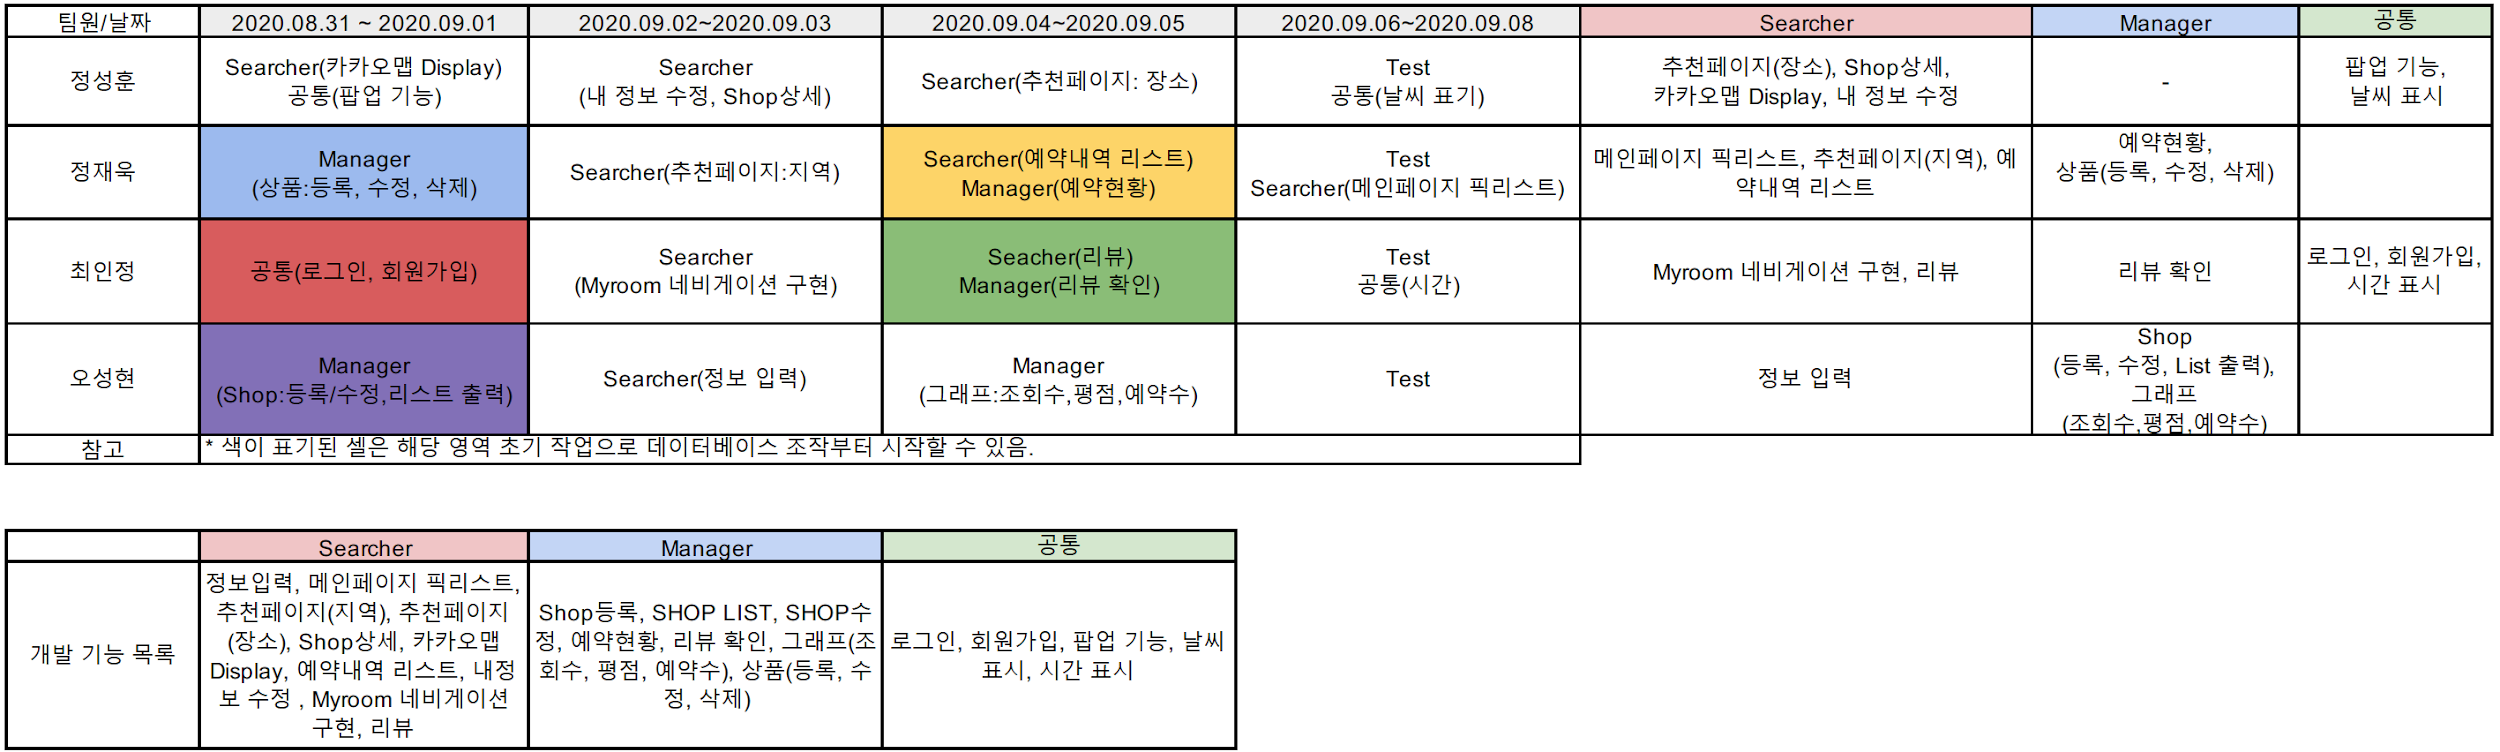 팀원/날짜 2020.08.31 ~ 2020.09.01 2020.09.02~2020.09.03 2020.09.04~2020.09.05 2020.09.06~2020.09.08 Searcher Manager 공통
정성훈
Searcher(카카오맵 Display)
공통(팝업 기능)
Searcher
(내 정보 수정, Shop상세)
Searcher(추천페이지: 장소)
Test
공통(날씨 표기)
추천페이지(장소), Shop상세,
카카오맵 Display, 내 정보 수정
-
팝업 기능,
날씨 표시
정재욱
Manager
(상품:등록, 수정, 삭제)
Searcher(추천페이지:지역)
Searcher(예약내역 리스트)
Manager(예약현황)
Test
Searcher(메인페이지 픽리스트)
메인페이지 픽리스트, 추천페이지(지역), 예
약내역 리스트
예약현황,
상품(등록, 수정, 삭제)
최인정
공통(로그인, 회원가입)
Searcher
(Myroom 네비게이션 구현)
Seacher(리뷰)
Manager(리뷰 확인)
Test
공통(시간)
Myroom 네비게이션 구현, 리뷰
리뷰 확인
로그인, 회원가입,
시간 표시
오성현
Manager
(Shop:등록/수정,리스트 출력)
Searcher(정보 입력)
Manager
(그래프:조회수,평점,예약수)
Test
정보 입력
Shop
(등록, 수정, List 출력),
그래프
(조회수,평점,예약수)
참고
* 색이 표기된 셀은 해당 영역 초기 작업으로 데이터베이스 조작부터 시작할 수 있음.
Searcher Manager 공통
개발 기능 목록
정보입력, 메인페이지 픽리스트,
추천페이지(지역), 추천페이지
(장소), Shop상세, 카카오맵
Display, 예약내역 리스트, 내정
보 수정 , Myroom 네비게이션
구현, 리뷰
Shop등록, SHOP LIST, SHOP수
정, 예약현황, 리뷰 확인, 그래프(조
회수, 평점, 예약수), 상품(등록, 수
정, 삭제)
로그인, 회원가입, 팝업 기능, 날씨
표시, 시간 표시